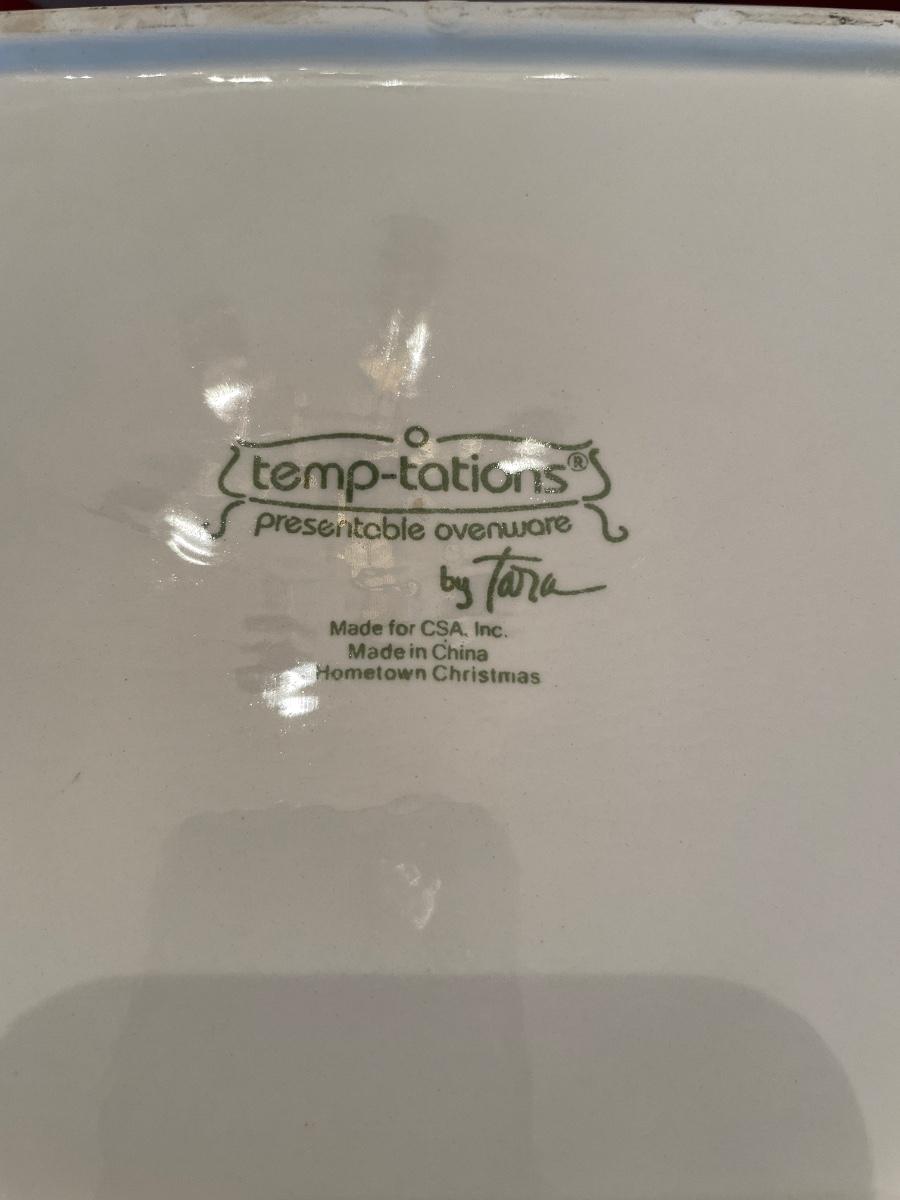 temp-tations®
presentable ovenware
by Tara
Made for CSA, Inc.
Made in China
Hometown Christmas